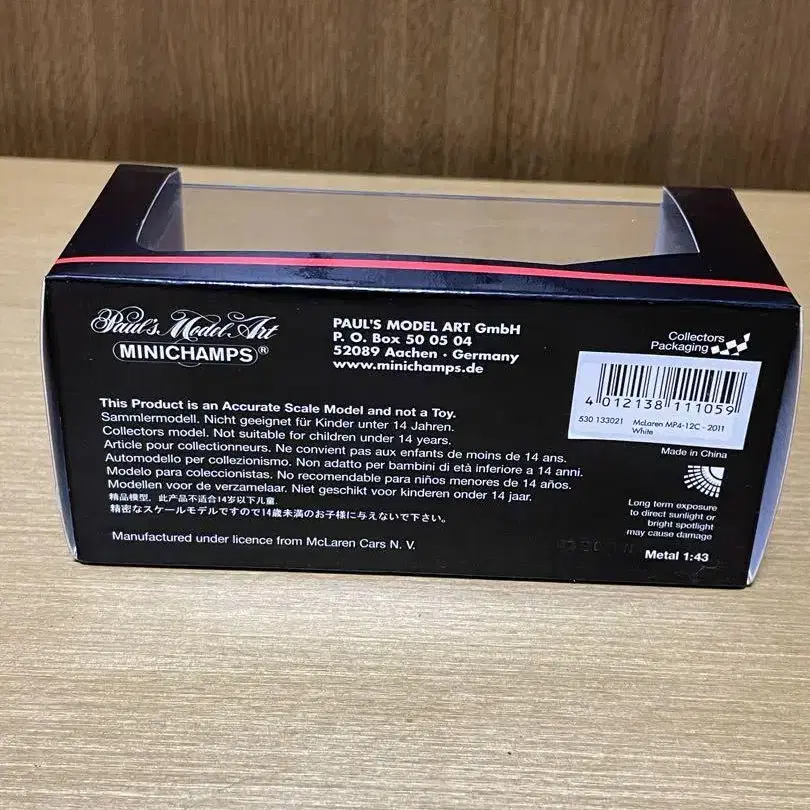 Paul's Model Art
MINICHAMPS®
PAUL'S MODEL ART GmbH
P. O. Box 50 05 04
52089 Aachen · Germany
www.minichamps.de
Collectors
Packaging
4 012138 111059
530 133021 McLaren MP4-12C - 2011
White
Made in China
This Product is an Accurate Scale Model and not a Toy.
Sammlermodell. Nicht geeignet für Kinder unter 14 Jahren.
Collectors model. Not suitable for children under 14 years.
Article pour collectionneurs. Ne convient pas aux enfants de moins de 14 ans.
Automodello per collezionismo. Non adatto per bambini di età inferiore a 14 anni.
Modelo para coleccionistas. No recomendable para niños menores de 14 años.
Modellen voor de verzamelaar. Niet geschikt voor kinderen onder 14 jaar.
精品模型，此产品不适合14岁以下儿童.
精密なスケールモデルですので14歳未満のお子様に与えないで下さい。
Manufactured under licence from McLaren Cars N. V.
Long term exposure
to direct sunlight or
bright spotlight
may cause damage
Metal 1:43